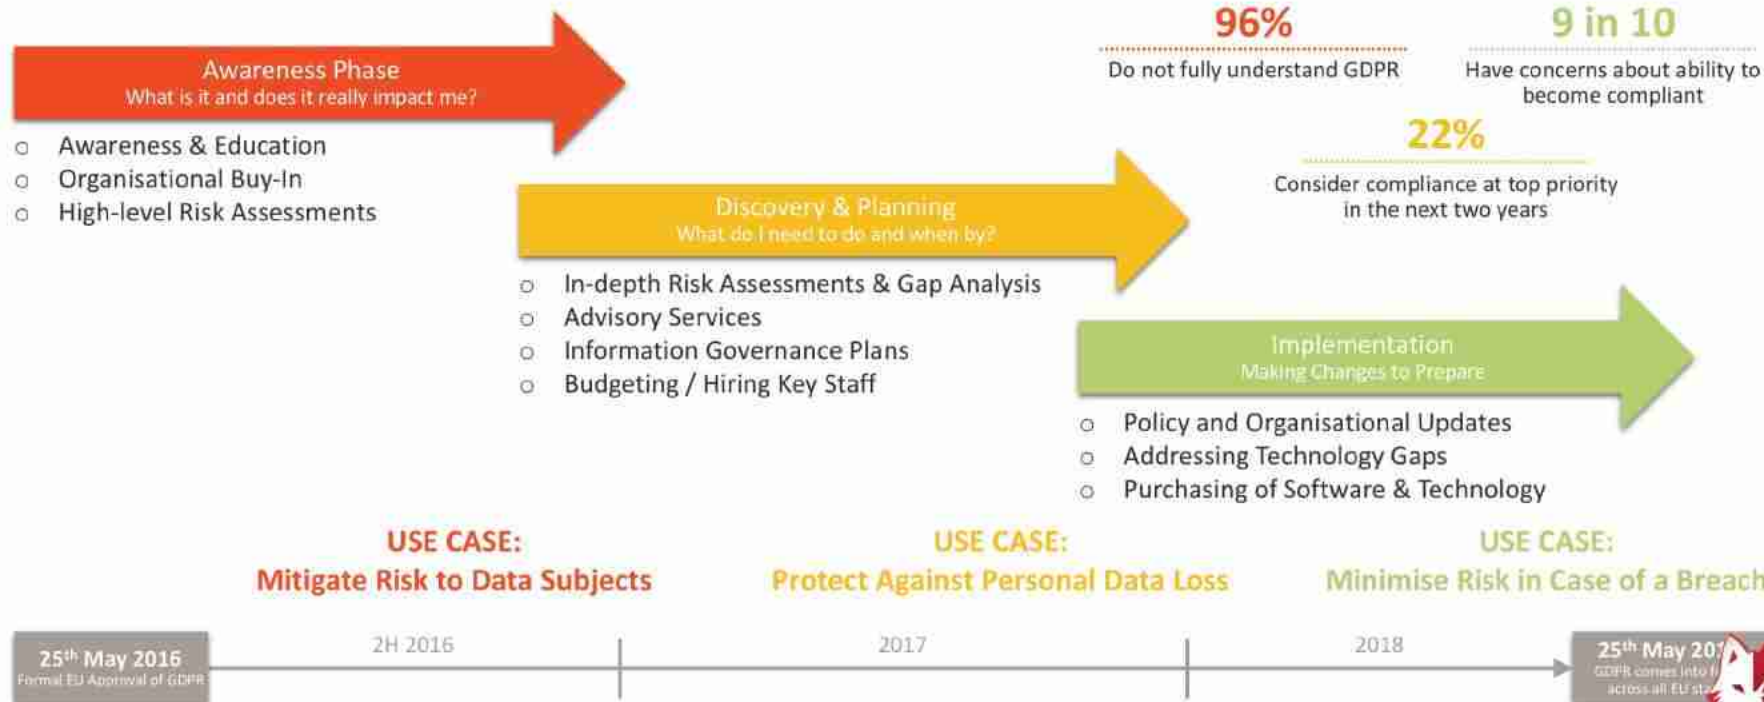 96%
Do not fully understand GDPR
9 in 10
Have concerns about ability to
become compliant
22%
Consider compliance at top priority
in the next two years
Awareness Phase
What is it and does it really impact me?
o Awareness & Education
o Organisational Buy-In
o High-level Risk Assessments
Discovery & Planning
What do I need to do and when by?
o In-depth Risk Assessments & Gap Analysis
o Advisory Services
o Information Governance Plans
o Budgeting / Hiring Key Staff
Implementation
Making Changes to Prepare
o Policy and Organisational Updates
o Addressing Technology Gaps
o Purchasing of Software & Technology
USE CASE:
Mitigate Risk to Data Subjects
USE CASE:
Protect Against Personal Data Loss
USE CASE:
Minimise Risk in Case of a Breach
25th May 2016
Formal EU Approval of GDPR
2H 2016
2017
2018
25th May
GDPR comes into
across all EU